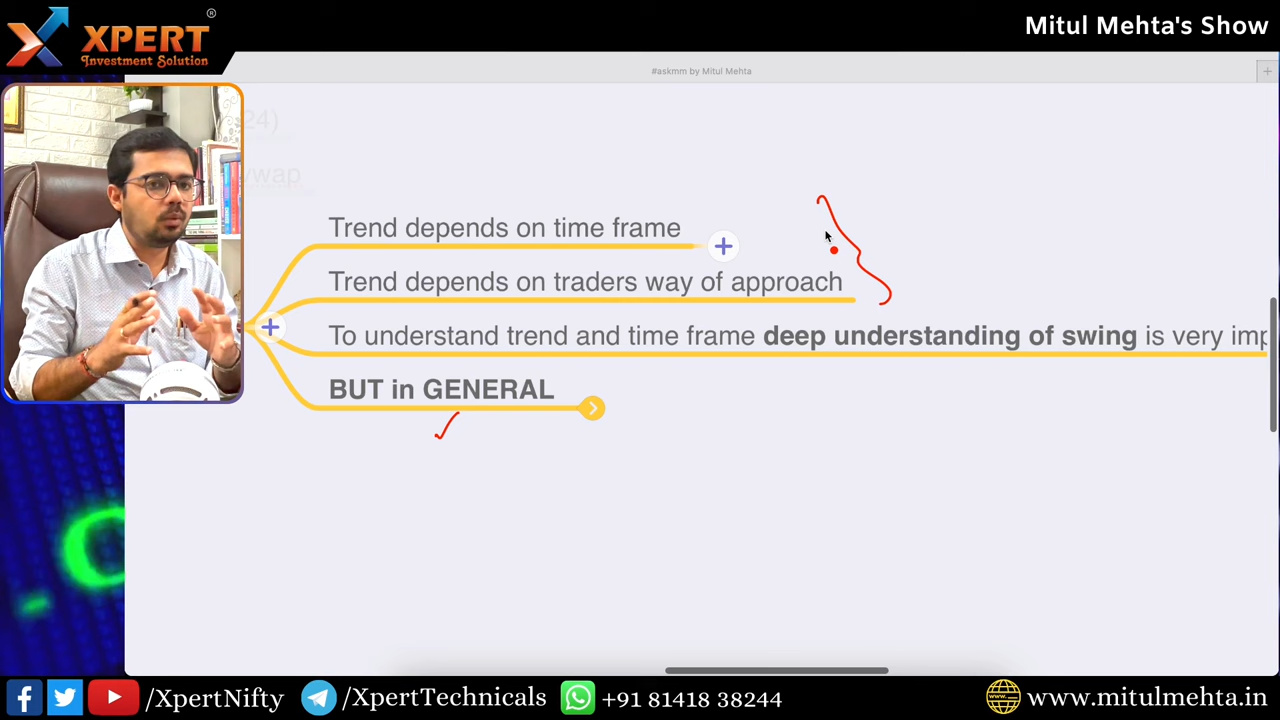 ®
XPERT
Investment Solution
Mitul Mehta's Show
#askmm by Mitul Mehta
24)
vwap
Trend depends on time frame
Trend depends on traders way of approach
To understand trend and time frame deep understanding of swing is very imp
BUT in GENERAL
/XpertNifty
/XpertTechnicals
+91 81418 38244
www.mitulmehta.in